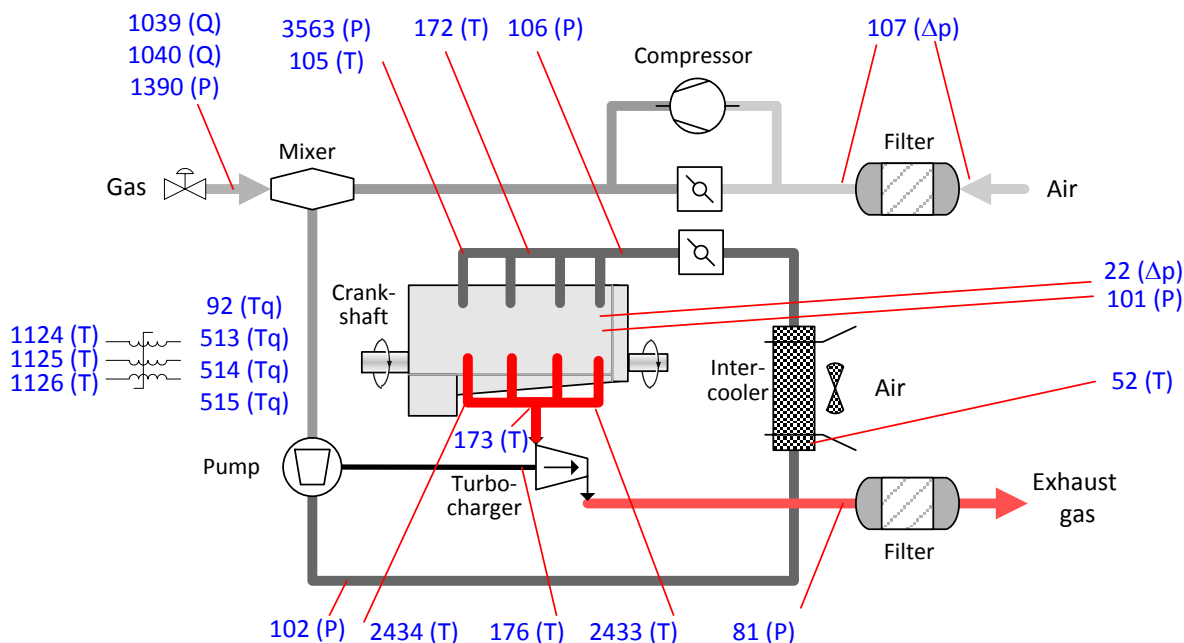 1039 (Q)
1040 (Q)
1390 (P)
3563 (P)
105 (T)
172 (T)
106 (P)
107 (Δp)
Compressor
Mixer
Filter
Gas
Air
22 (Δp)
101 (P)
Crank-
shaft
92 (Tq)
513 (Tq)
514 (Tq)
515 (Tq)
1124 (T)
1125 (T)
1126 (T)
Inter-
cooler
Air
52 (T)
173 (T)
Pump
Turbo-
charger
Exhaust
gas
Filter
102 (P)
2434 (T)
176 (T)
2433 (T)
81 (P)